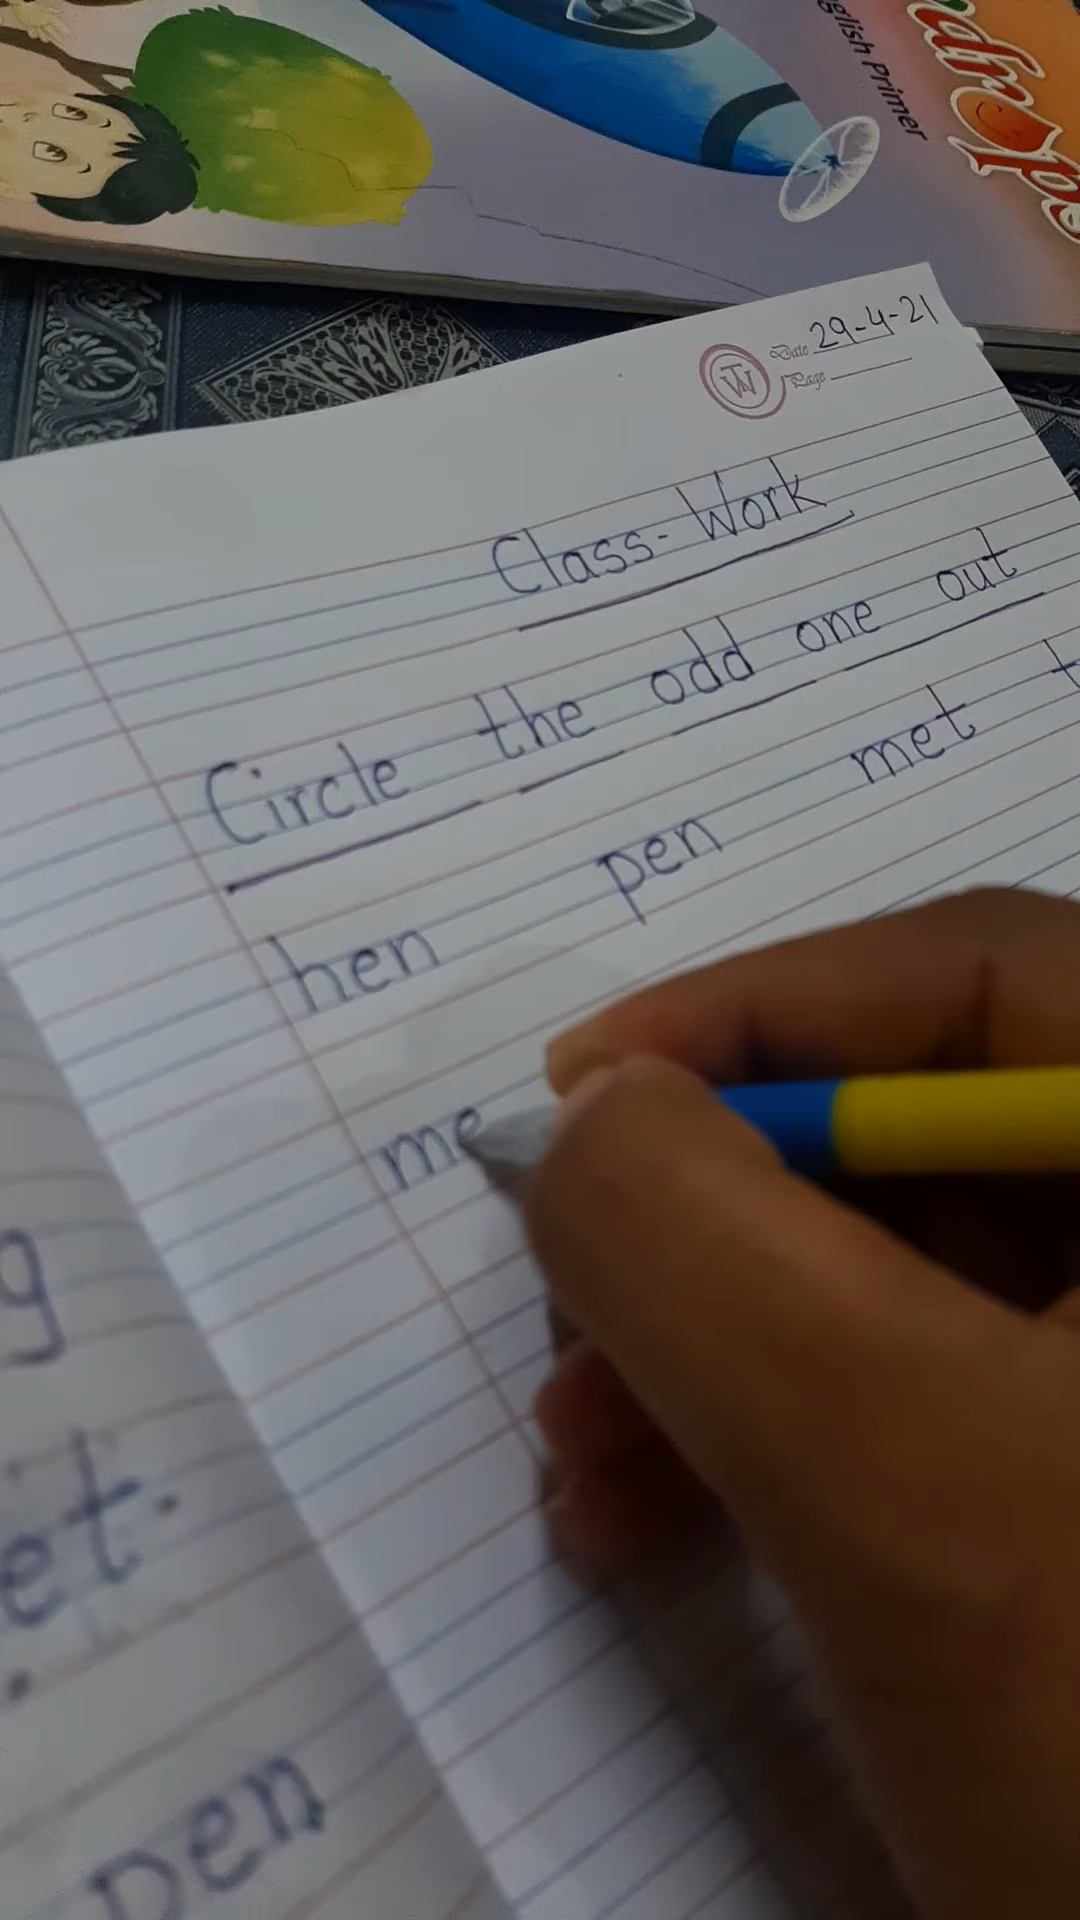 glish Primer
Date 29-4-21
Page
Class-Work
Circle the odd one out
hen pen met t
me
g
et
pen